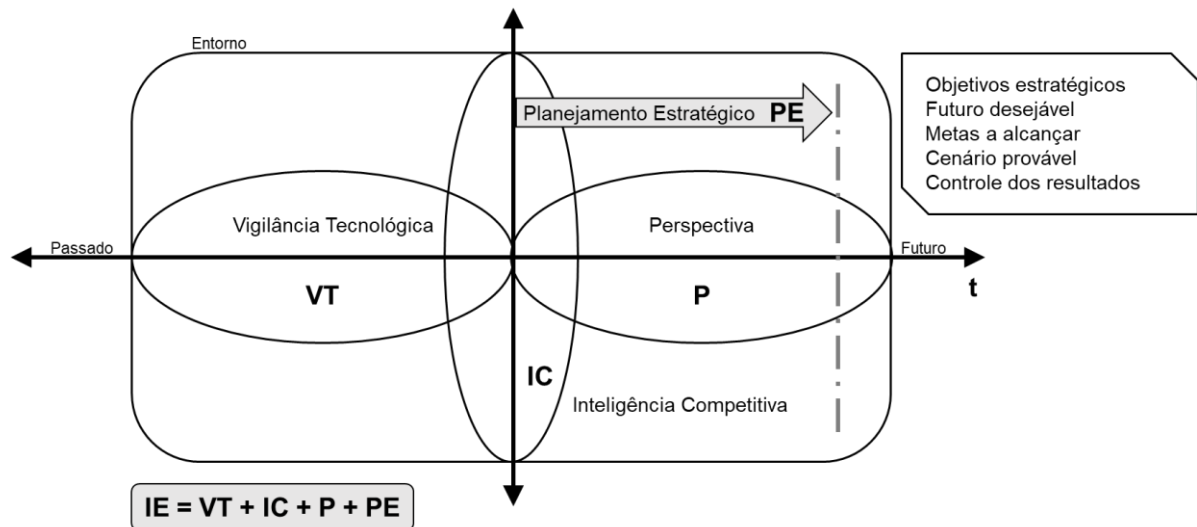 Entorno
Planejamento Estratégico PE
Objetivos estratégicos
Futuro desejável
Metas a alcançar
Cenário provável
Controle dos resultados
Vigilância Tecnológica
Perspectiva
Passado
Futuro
VT
P
t
IC
Inteligência Competitiva
IE = VT + IC + P + PE